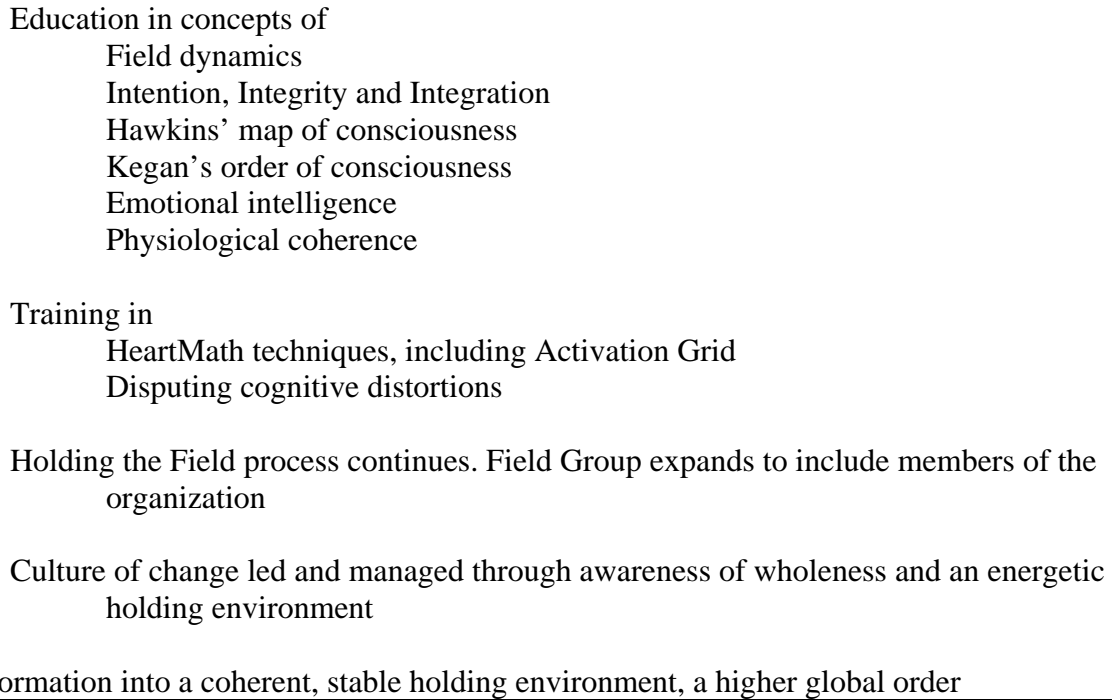 Education in concepts of
Field dynamics
Intention, Integrity and Integration
Hawkins’ map of consciousness
Kegan’s order of consciousness
Emotional intelligence
Physiological coherence
Training in
HeartMath techniques, including Activation Grid
Disputing cognitive distortions
Holding the Field process continues. Field Group expands to include members of the
organization
Culture of change led and managed through awareness of wholeness and an energetic
holding environment
ormation into a coherent, stable holding environment, a higher global order